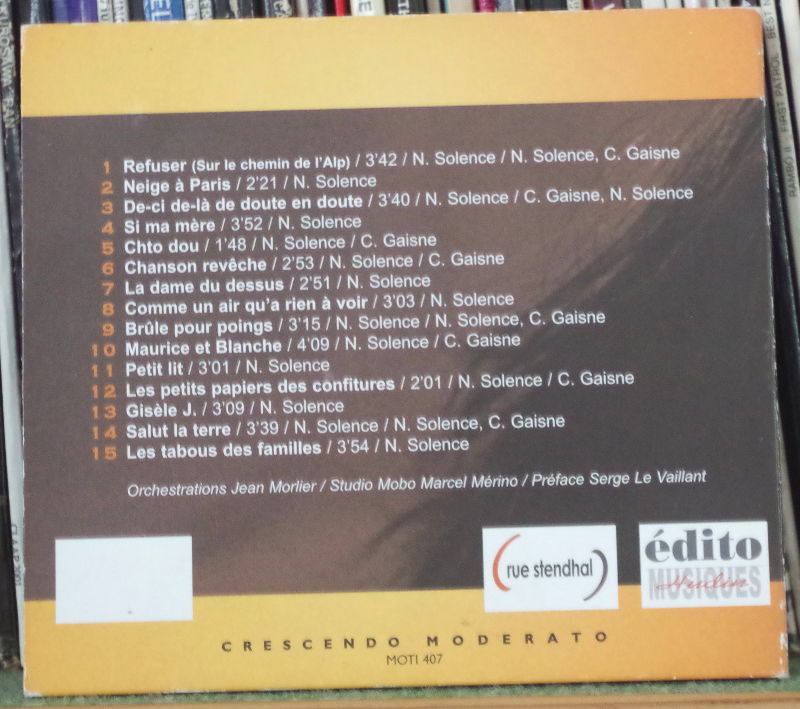 1 Refuser (Sur le chemin de l'Alp) / 3'42 / N. Solence / N. Solence, C. Gaisne
2 Neige à Paris / 2'21 / N. Solence
3 De-ci de-là de doute en doute / 3'40 / N. Solence / C. Gaisne, N. Solence
4 Si ma mère / 3'52 / N. Solence
5 Chto dou / 1'48 / N. Solence / C. Gaisne
6 Chanson revêche / 2'53 / N. Solence / C. Gaisne
7 La dame du dessus / 2'51 / N. Solence
8 Comme un air qu'a rien à voir / 3'03 / N. Solence
9 Brûle pour poings / 3'15 / N. Solence / N. Solence, C. Gaisne
10 Maurice et Blanche / 4'09 / N. Solence / C. Gaisne
11 Petit lit / 3'01 / N. Solence
12 Les petits papiers des confitures / 2'01 / N. Solence / C. Gaisne
13 Gisèle J. / 3'09 / N. Solence
14 Salut la terre / 3'39 / N. Solence / N. Solence, C. Gaisne
15 Les tabous des familles / 3'54 / N. Solence
Orchestrations Jean Morlier / Studio Mobo Marcel Mérino / Préface Serge Le Vaillant
rue stendhal
édito
MUSIQUES
Hudin
CRESCENDO MODERATO
MOTI 407
RAMBO II FIRST PATROL BEST